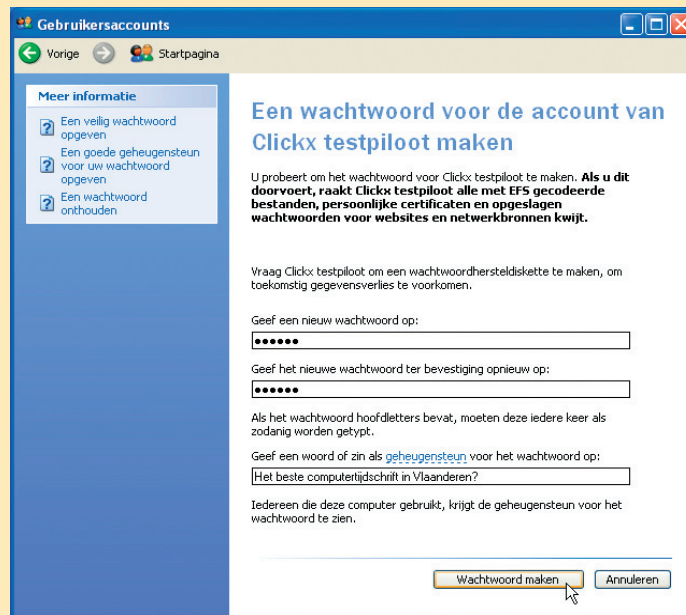 Gebruikersaccounts
Vorige
Startpagina
Meer informatie
Een veilig wachtwoord
opgeven
Een goede geheugensteun
voor uw wachtwoord
opgeven
Een wachtwoord
onthouden
Een wachtwoord voor de account van
Clickx testpiloot maken
U probeert om het wachtwoord voor Clickx testpiloot te maken. Als u dit
doorvoert, raakt Clickx testpiloot alle met EFS gecodeerde
bestanden, persoonlijke certificaten en opgeslagen
wachtwoorden voor websites en netwerkbronnen kwijt.
Vraag Clickx testpiloot om een wachtwoordhersteldiskette te maken, om
toekomstig gegevensverlies te voorkomen.
Geef een nieuw wachtwoord op:
••••••
Geef het nieuwe wachtwoord ter bevestiging opnieuw op:
••••••
Als het wachtwoord hoofdletters bevat, moeten deze iedere keer als
zodanig worden getypt.
Geef een woord of zin als geheugensteun voor het wachtwoord op:
Het beste computertijdschrift in Vlaanderen?
Iedereen die deze computer gebruikt, krijgt de geheugensteun voor het
wachtwoord te zien.
Wachtwoord maken
Annuleren